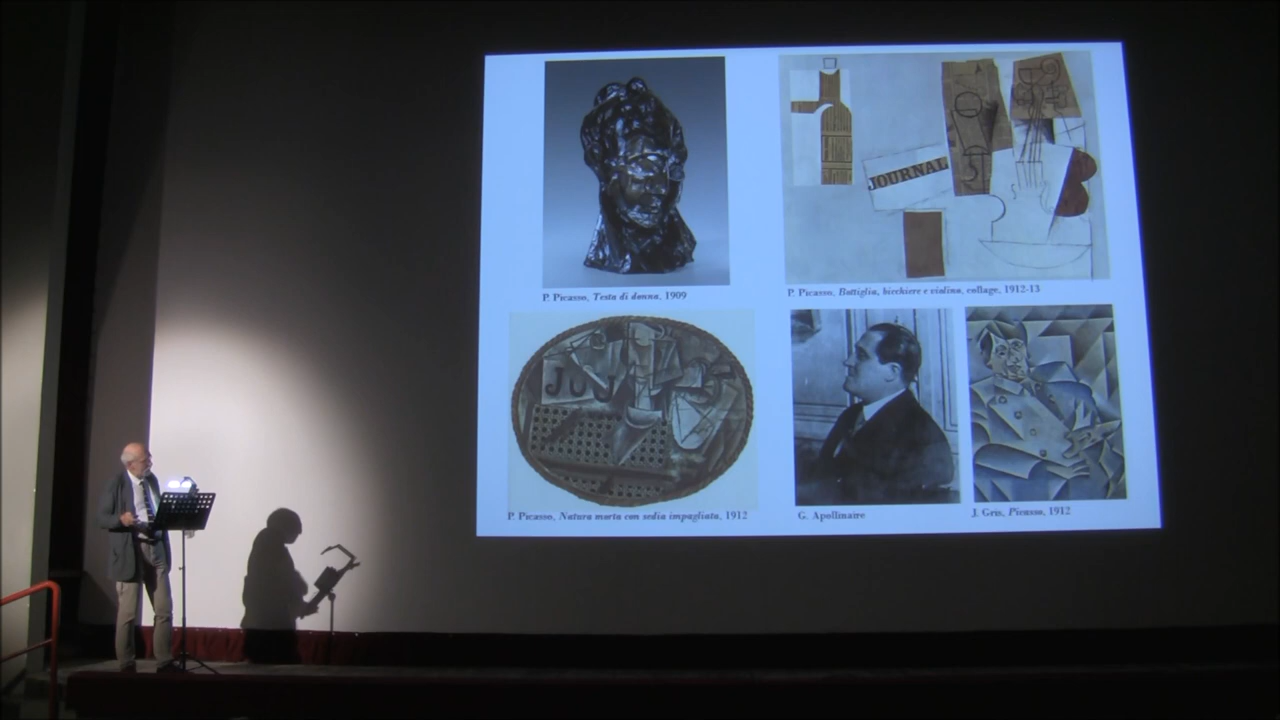 JOURNAL
P. Picasso, Testa di donna, 1909
P. Picasso, Bottiglia, bicchiere e violino, collage, 1912-13
JOU
P. Picasso, Natura morta con sedia impagliata, 1912
G. Apollinaire
J. Gris, Picasso, 1912